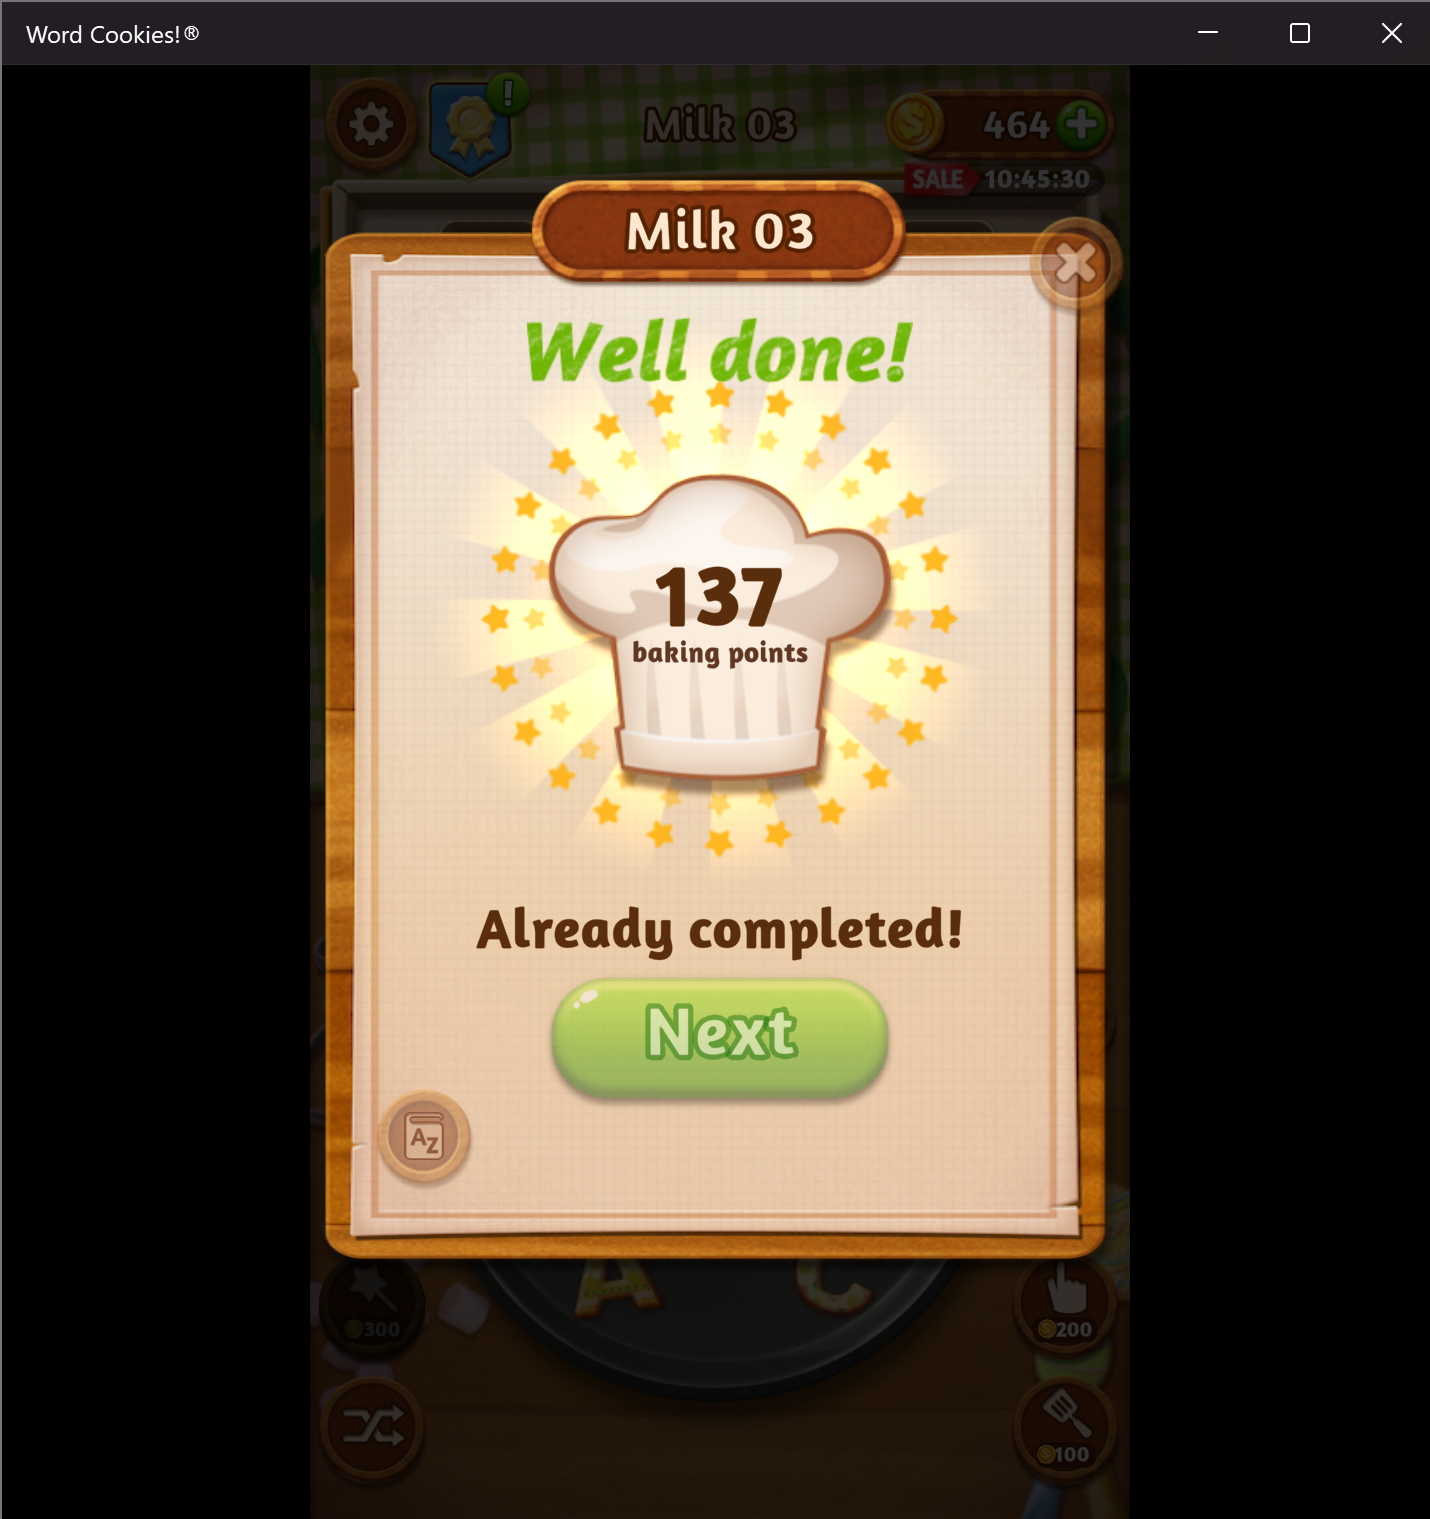 Word Cookies!®
!
Milk 03
464
SALE 10:45:30
Milk 03
Well done!
137
baking points
Already completed!
Next
AZ
A C
300
200
100